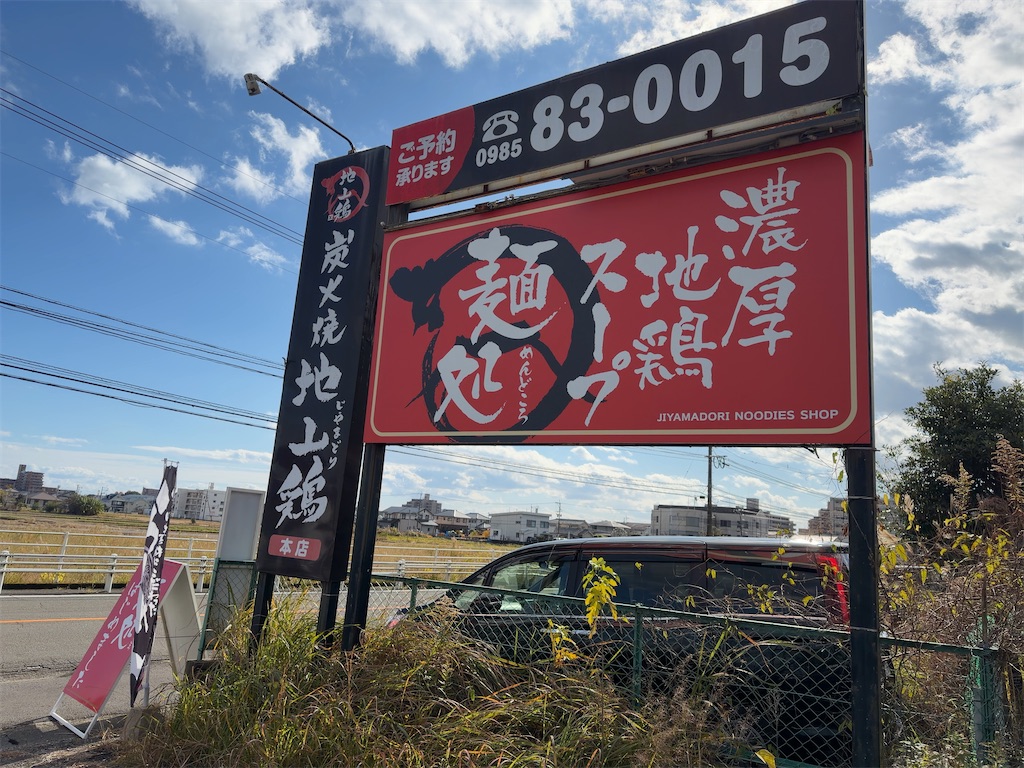 ご予約
承ります
☎
0985
83-0015
地山鶏
炭火焼
地山鶏
じやまどり
本店
濃厚
地鶏
スープ
麺処
めんどころ
JIYAMADORI NOODIES SHOP